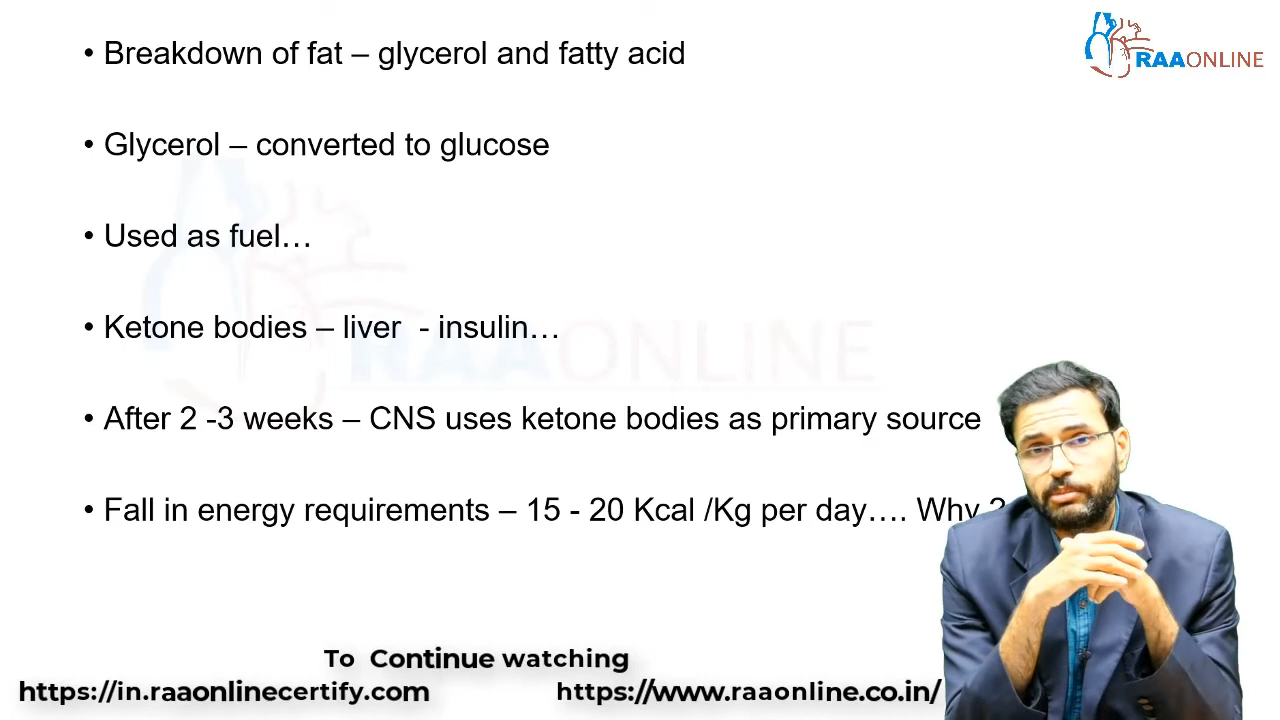 • Breakdown of fat – glycerol and fatty acid
RAAONLINE
• Glycerol – converted to glucose
• Used as fuel…
• Ketone bodies – liver - insulin…
RAAONLINE
• After 2 -3 weeks – CNS uses ketone bodies as primary source
• Fall in energy requirements – 15 - 20 Kcal /Kg per day…. Why ?
To Continue watching
https://in.raaonlinecertify.com https://www.raaonline.co.in/